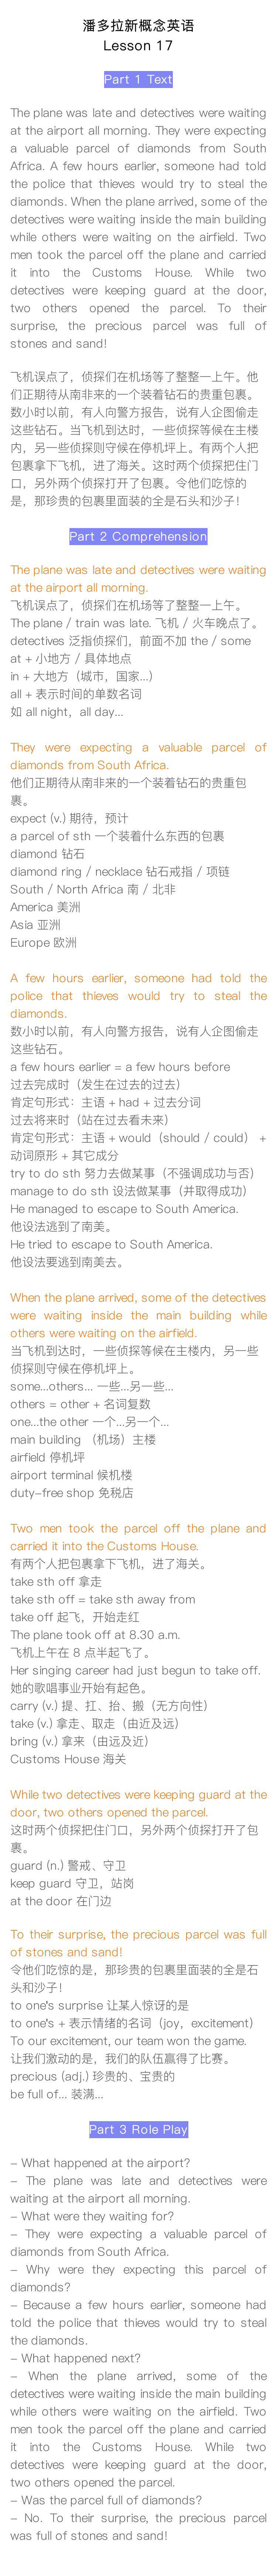 潘多拉新概念英语
Lesson 17
Part 1 Text
The plane was late and detectives were waiting
at the airport all morning. They were expecting
a valuable parcel of diamonds from South
Africa. A few hours earlier, someone had told
the police that thieves would try to steal the
diamonds. When the plane arrived, some of the
detectives were waiting inside the main building
while others were waiting on the airfield. Two
men took the parcel off the plane and carried
it into the Customs House. While two
detectives were keeping guard at the door,
two others opened the parcel. To their
surprise, the precious parcel was full of
stones and sand!
飞机误点了，侦探们在机场等了整整一上午。他
们正期待从南非来的一个装着钻石的贵重包裹。
数小时以前，有人向警方报告，说有人企图偷走
这些钻石。当飞机到达时，一些侦探等候在主楼
内，另一些侦探则守候在停机坪上。有两个人把
包裹拿下飞机，进了海关。这时两个侦探把住门
口，另外两个侦探打开了包裹。令他们吃惊的
是，那珍贵的包裹里面装的全是石头和沙子！
Part 2 Comprehension
The plane was late and detectives were waiting
at the airport all morning.
飞机误点了，侦探们在机场等了整整一上午。
The plane / train was late. 飞机 / 火车晚点了。
detectives 泛指侦探们，前面不加 the / some
at + 小地方 / 具体地点
in + 大地方（城市，国家...）
all + 表示时间的单数名词
如 all night，all day...
They were expecting a valuable parcel of
diamonds from South Africa.
他们正期待从南非来的一个装着钻石的贵重包
裹。
expect (v.) 期待，预计
a parcel of sth 一个装着什么东西的包裹
diamond 钻石
diamond ring / necklace 钻石戒指 / 项链
South / North Africa 南 / 北非
America 美洲
Asia 亚洲
Europe 欧洲
A few hours earlier, someone had told the
police that thieves would try to steal the
diamonds.
数小时以前，有人向警方报告，说有人企图偷走
这些钻石。
a few hours earlier = a few hours before
过去完成时（发生在过去的过去）
肯定句形式：主语 + had + 过去分词
过去将来时（站在过去看未来）
肯定句形式：主语 + would（should / could） +
动词原形 + 其它成分
try to do sth 努力去做某事（不强调成功与否）
manage to do sth 设法做某事（并取得成功）
He managed to escape to South America.
他设法逃到了南美。
He tried to escape to South America.
他设法要逃到南美去。
When the plane arrived, some of the detectives
were waiting inside the main building while
others were waiting on the airfield.
当飞机到达时，一些侦探等候在主楼内，另一些
侦探则守候在停机坪上。
some...others... 一些...另一些...
others = other + 名词复数
one...the other 一个...另一个...
main building （机场）主楼
airfield 停机坪
airport terminal 候机楼
duty-free shop 免税店
Two men took the parcel off the plane and
carried it into the Customs House.
有两个人把包裹拿下飞机，进了海关。
take sth off 拿走
take sth off = take sth away from
take off 起飞，开始走红
The plane took off at 8.30 a.m.
飞机上午在 8 点半起飞了。
Her singing career had just begun to take off.
她的歌唱事业开始有起色。
carry (v.) 提、扛、抬、搬（无方向性）
take (v.) 拿走、取走（由近及远）
bring (v.) 拿来（由远及近）
Customs House 海关
While two detectives were keeping guard at the
door, two others opened the parcel.
这时两个侦探把住门口，另外两个侦探打开了包
裹。
guard (n.) 警戒、守卫
keep guard 守卫，站岗
at the door 在门边
To their surprise, the precious parcel was full
of stones and sand!
令他们吃惊的是，那珍贵的包裹里面装的全是石
头和沙子！
to one's surprise 让某人惊讶的是
to one's + 表示情绪的名词（joy，excitement）
To our excitement, our team won the game.
让我们激动的是，我们的队伍赢得了比赛。
precious (adj.) 珍贵的、宝贵的
be full of... 装满...
Part 3 Role Play
- What happened at the airport?
- The plane was late and detectives were
waiting at the airport all morning.
- What were they waiting for?
- They were expecting a valuable parcel of
diamonds from South Africa.
- Why were they expecting this parcel of
diamonds?
- Because a few hours earlier, someone had
told the police that thieves would try to steal
the diamonds.
- What happened next?
- When the plane arrived, some of the
detectives were waiting inside the main building
while others were waiting on the airfield. Two
men took the parcel off the plane and carried
it into the Customs House. While two
detectives were keeping guard at the door,
two others opened the parcel.
- Was the parcel full of diamonds?
- No. To their surprise, the precious parcel
was full of stones and sand!